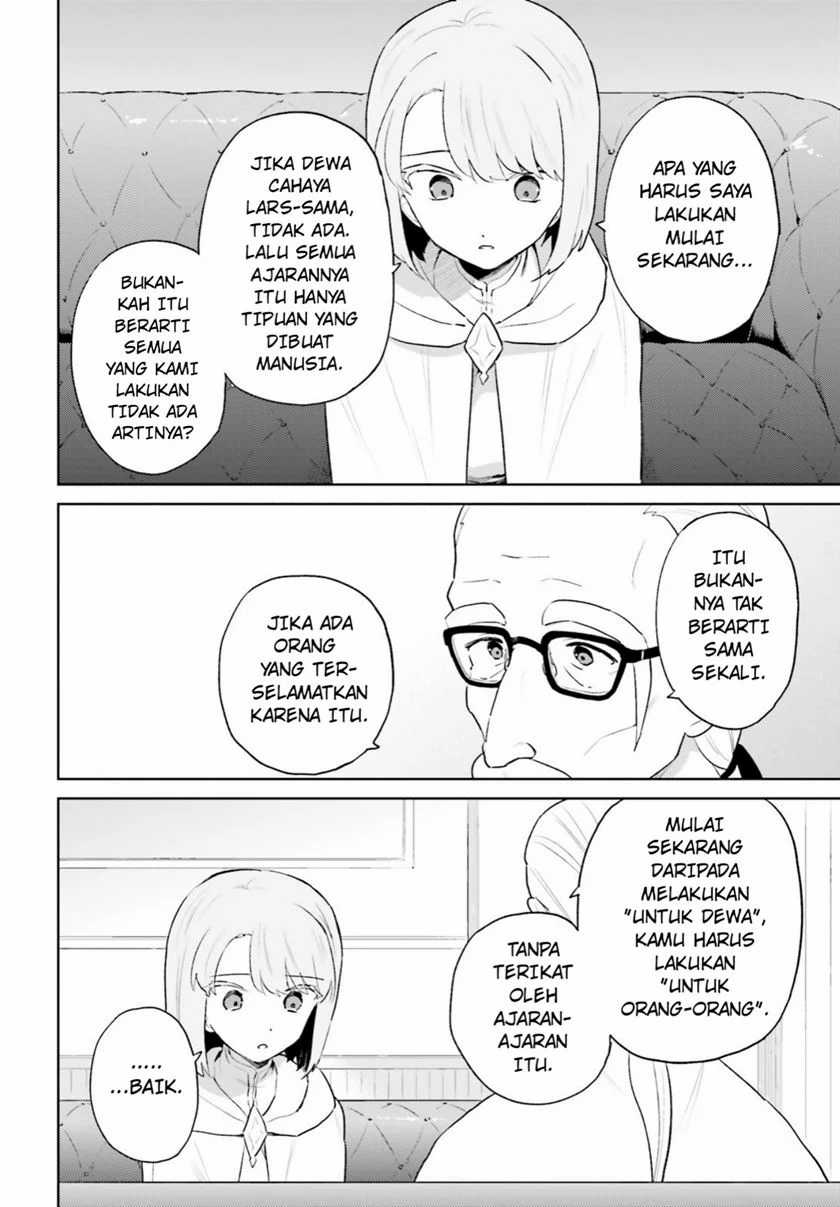 APA YANG
HARUS SAYA
LAKUKAN
MULAI
SEKARANG...
JIKA DEWA
CAHAYA
LARS-SAMA,
TIDAK ADA.
LALU SEMUA
AJARANNYA
ITU HANYA
TIPUAN YANG
DIBUAT
MANUSIA.
BUKAN-
KAH ITU
BERARTI
SEMUA
YANG KAMI
LAKUKAN
TIDAK ADA
ARTINYA?
ITU
BUKAN-
NYA TAK
BERARTI
SAMA
SEKALI.
JIKA ADA
ORANG
YANG TER-
SELAMATKAN
KARENA ITU.
MULAI
SEKARANG
DARIPADA
MELAKUKAN
"UNTUK DEWA",
KAMU HARUS
LAKUKAN
"UNTUK
ORANG-ORANG".
TANPA
TERIKAT
OLEH
AJARAN-
AJARAN
ITU.
.....
...BAIK.